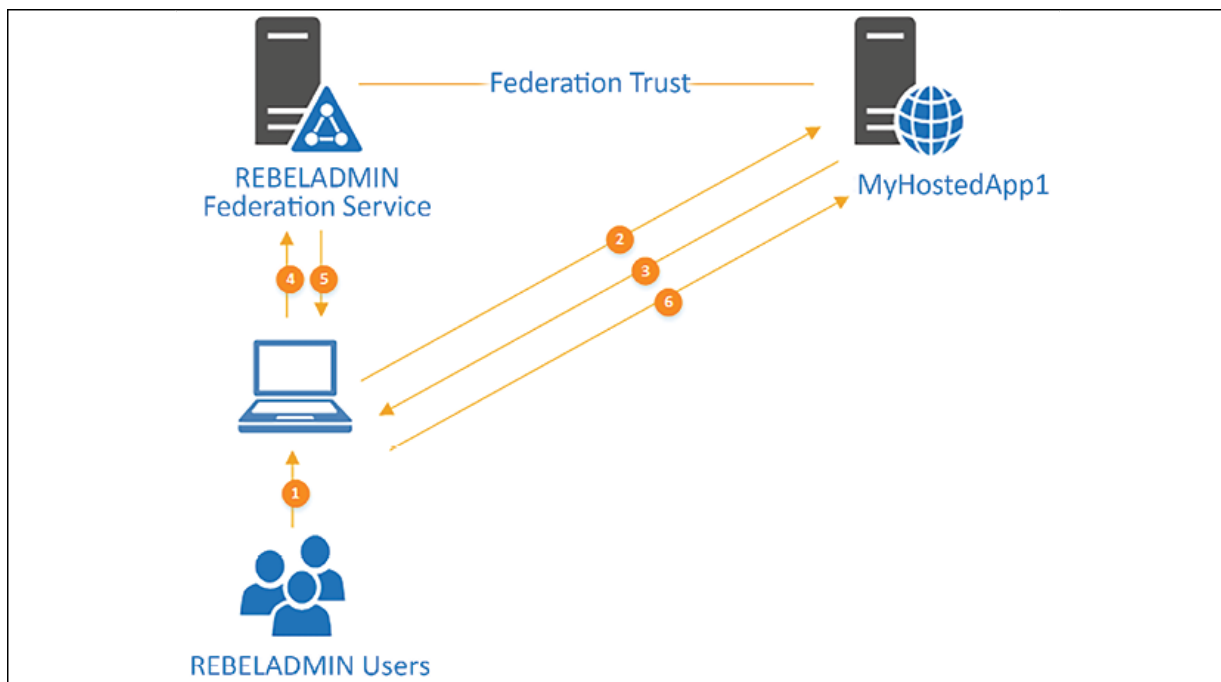 Federation Trust
REBELADMIN
Federation Service
MyHostedApp1
2
3
6
4
5
1
REBELADMIN Users